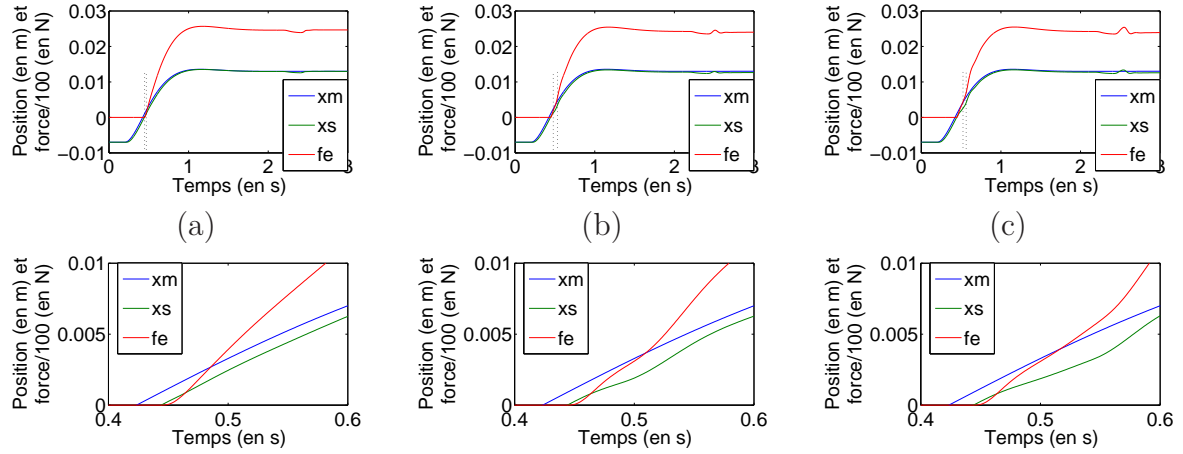 Position (en m) et
force/100 (en N)
0.03
0.02
0.01
0
−0.01
0
1
2
3
xm
xs
fe
Temps (en s)
(a)
Position (en m) et
force/100 (en N)
0.03
0.02
0.01
0
−0.01
0
1
2
3
xm
xs
fe
Temps (en s)
(b)
Position (en m) et
force/100 (en N)
0.03
0.02
0.01
0
−0.01
0
1
2
3
xm
xs
fe
Temps (en s)
(c)
Position (en m) et
force/100 (en N)
0.01
0.005
0
0.4
0.5
0.6
xm
xs
fe
Temps (en s)
Position (en m) et
force/100 (en N)
0.01
0.005
0
0.4
0.5
0.6
xm
xs
fe
Temps (en s)
Position (en m) et
force/100 (en N)
0.01
0.005
0
0.4
0.5
0.6
xm
xs
fe
Temps (en s)